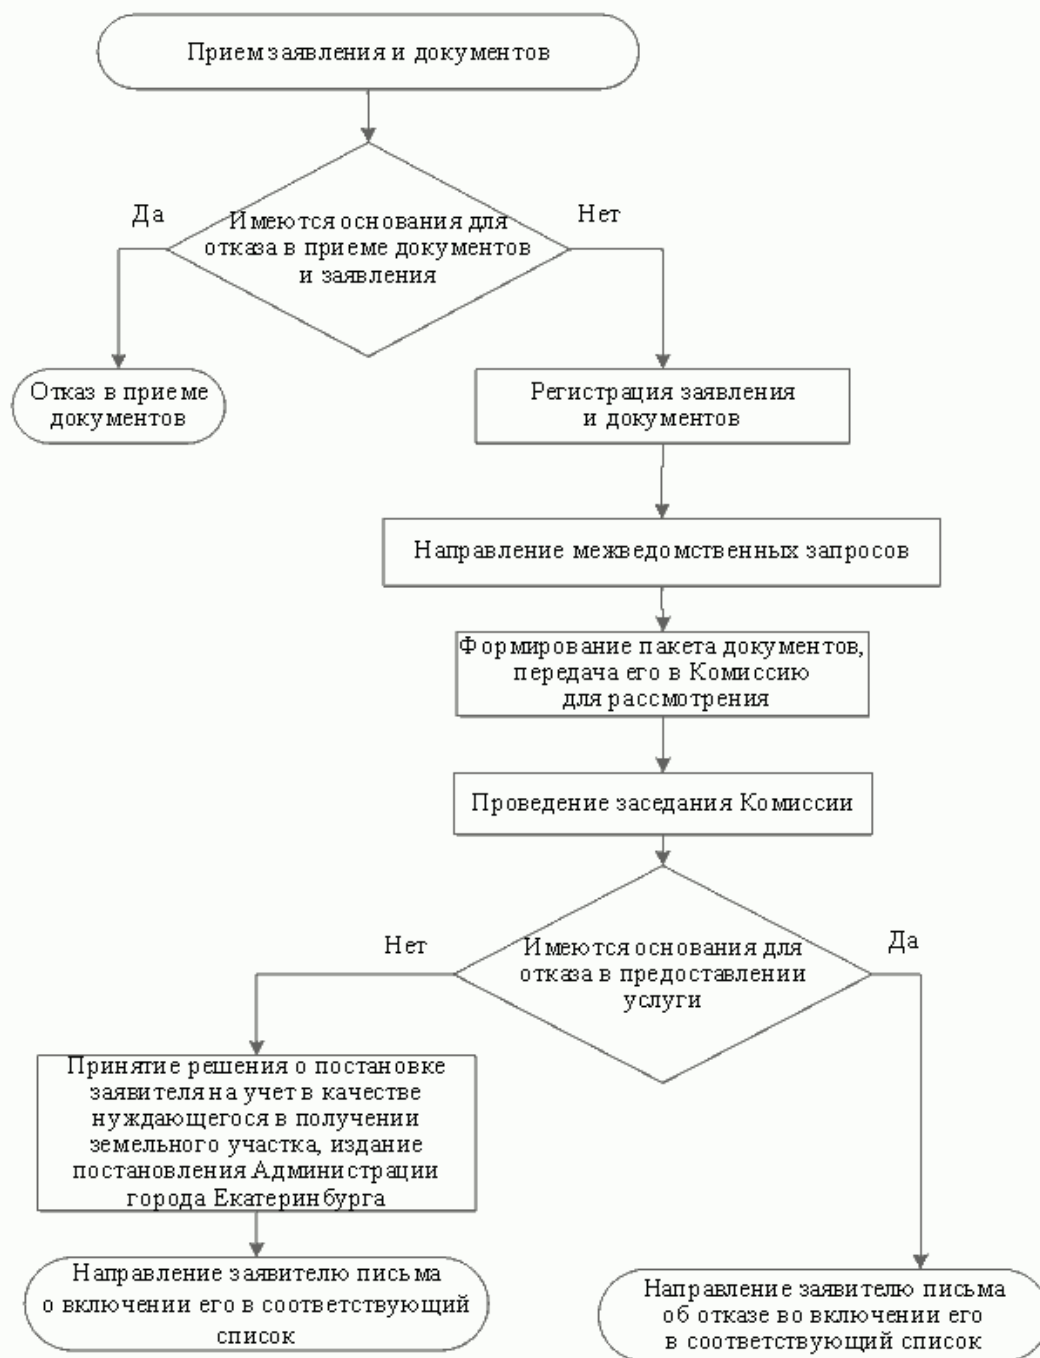 Прием заявления и документов
Да
Нет
Имеются основания для
отказа в приеме документов
и заявления
Отказ в приеме
документов
Регистрация заявления
и документов
Направление межведомственных запросов
Формирование пакета документов,
передача его в Комиссию
для рассмотрения
Проведение заседания Комиссии
Нет
Да
Имеются основания для
отказа в предоставлении
услуги
Принятие решения о постановке
заявителя на учет в качестве
нуждающегося в получении
земельного участка, издание
постановления Администрации
города Екатеринбурга
Направление заявителю письма
о включении его в соответствующий
список
Направление заявителю письма
об отказе во включении его
в соответствующий список